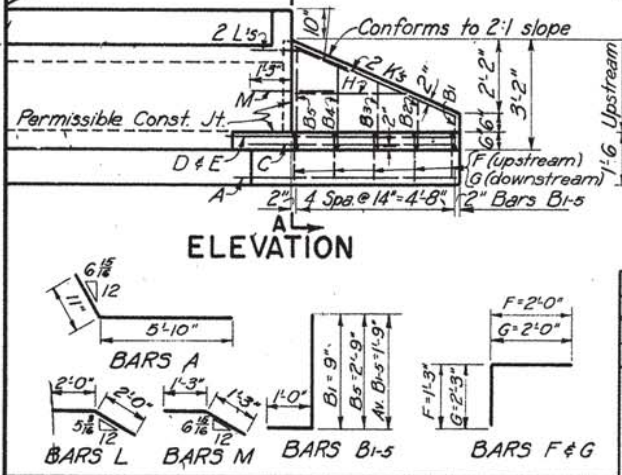 10"
Conforms to 2:1 slope
2 L's
1'-3"
2 K's
2"
H
M
B1
B5
B4
B3
B2
2"
2'-2"
3'-2"
6"
6"
1'-6 Upstream
Permissible Const. Jt.
D & E
C
F (upstream)
G (downstream)
A
2"
4 Spa. @ 14" = 4'-8"
2" Bars B1-5
A
ELEVATION
6 15/16
12
11"
5'-10"
BARS A
2'-0"
2'-0"
12
BARS L
1'-3"
1'-3"
6 15/16
12
BARS M
1'-0"
B1 = 9"
B5 = 2'-9"
Av. B1-5 = 1'-9"
BARS B1-5
F = 2'-0"
G = 2'-0"
F = 1'-3"
G = 2'-3"
BARS F & G